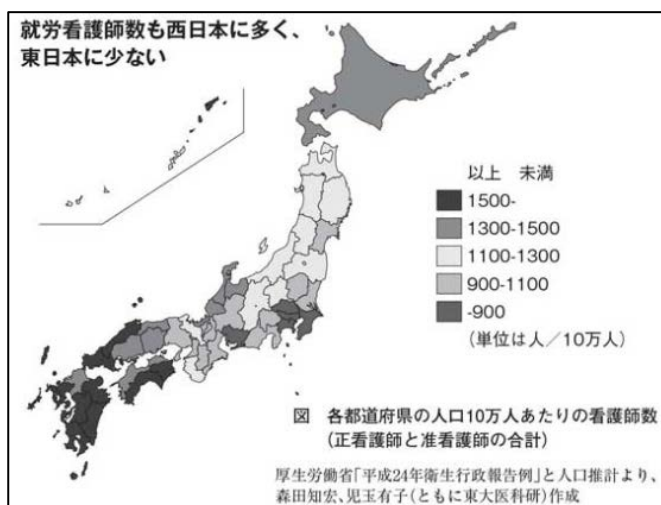 就労看護師数も西日本に多く、
東日本に少ない
以上 未満
1500-
1300-1500
1100-1300
900-1100
-900
(単位は人／10万人)
図 各都道府県の人口10万人あたりの看護師数
(正看護師と准看護師の合計)
厚生労働省「平成24年衛生行政報告例」と人口推計より、
森田知宏、児玉有子(ともに東大医科研)作成